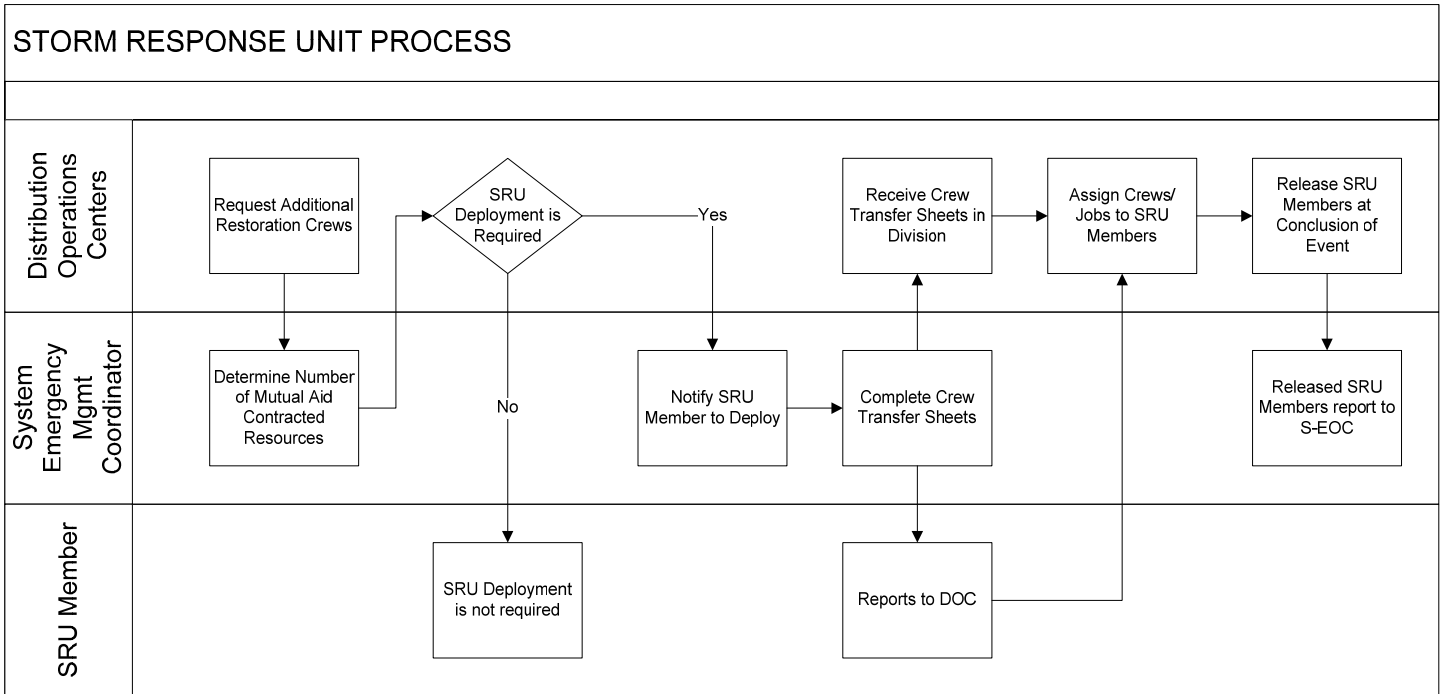 STORM RESPONSE UNIT PROCESS
Distribution
Operations
Centers
Request Additional
Restoration Crews
SRU
Deployment is
Required
Yes
Receive Crew
Transfer Sheets in
Division
Assign Crews/
Jobs to SRU
Members
Release SRU
Members at
Conclusion of
Event
System
Emergency
Mgmt
Coordinator
Determine Number
of Mutual Aid
Contracted
Resources
No
Notify SRU
Member to Deploy
Complete Crew
Transfer Sheets
Released SRU
Members report to
S-EOC
SRU Member
SRU Deployment
is not required
Reports to DOC